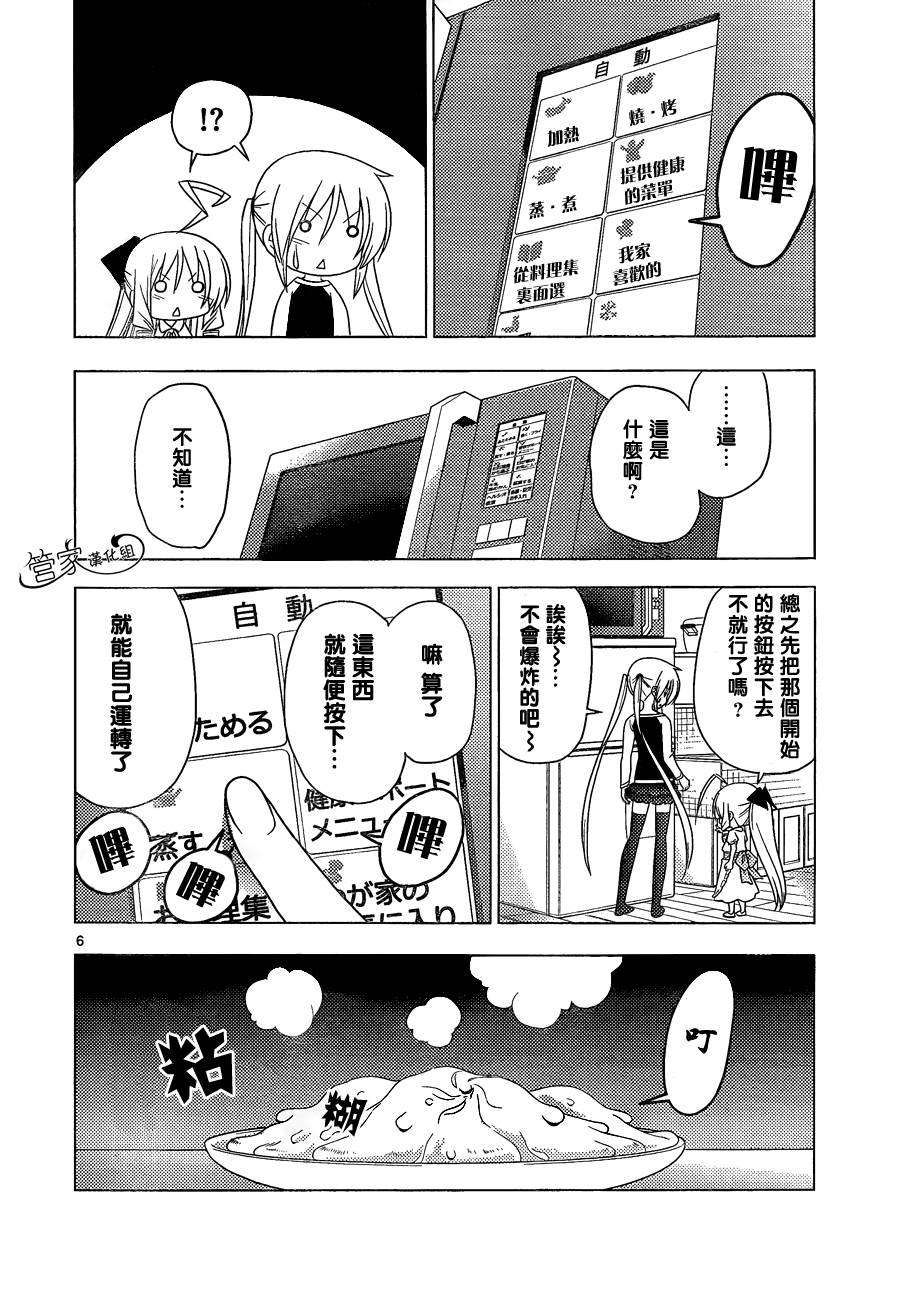 自動
加熱
燒·烤
蒸·煮
提供健康
的菜單
從料理集
裏面選
我家
喜歡的
嗶
!?
……
這…
這是
什麼啊?
不知道…
管家漢化組
總之先把那個開始
的按鈕按下去
不就行了嗎?
誒誒~…
不會爆炸的吧~
嘛算了
這東西
就隨便按下…
就能自己運轉了
自動
ためる
メニュ
蒸す
が家の
に入り
理集
嗶
嗶
嗶
6
叮
粘
糊